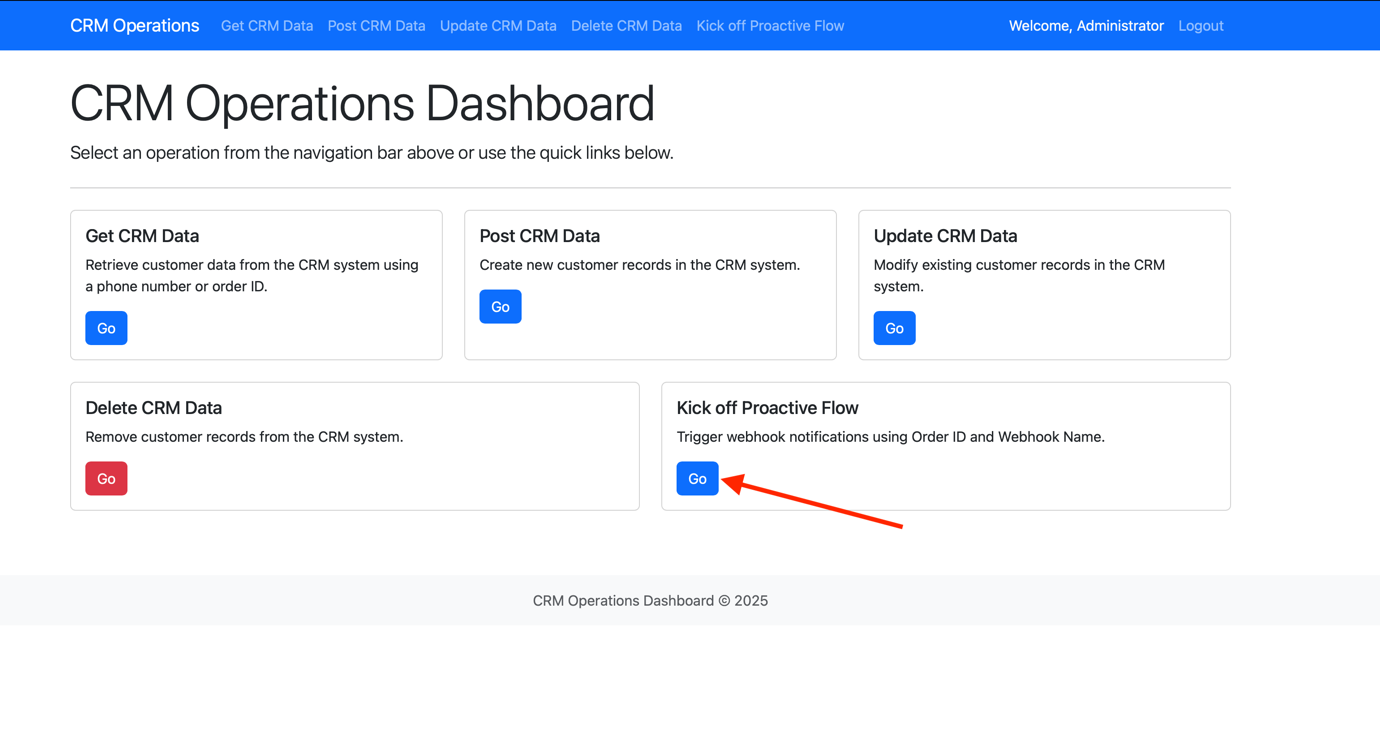 CRM Operations Get CRM Data Post CRM Data Update CRM Data Delete CRM Data Kick off Proactive Flow Welcome, Administrator Logout
CRM Operations Dashboard
Select an operation from the navigation bar above or use the quick links below.
Get CRM Data
Retrieve customer data from the CRM system using
a phone number or order ID.
Go
Post CRM Data
Create new customer records in the CRM system.
Go
Update CRM Data
Modify existing customer records in the CRM
system.
Go
Delete CRM Data
Remove customer records from the CRM system.
Go
Kick off Proactive Flow
Trigger webhook notifications using Order ID and Webhook Name.
Go
CRM Operations Dashboard © 2025